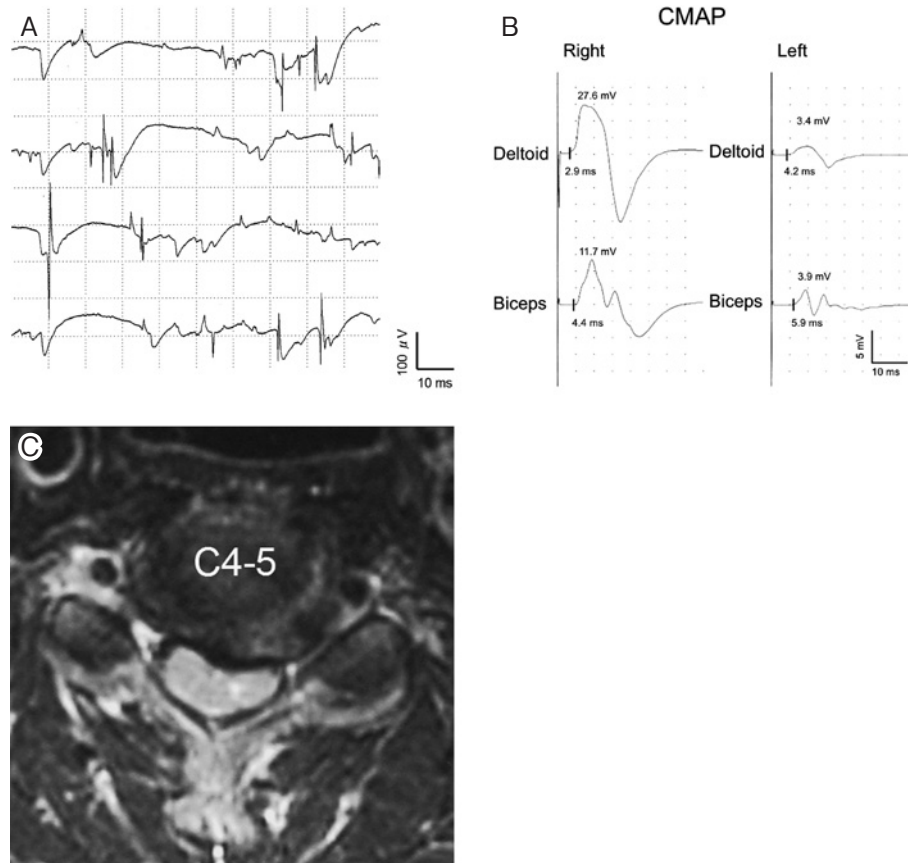 A
100 μV
10 ms
B
CMAP
Right
Left
27.6 mV
3.4 mV
Deltoid
Deltoid
2.9 ms
4.2 ms
11.7 mV
3.9 mV
Biceps
Biceps
4.4 ms
5.9 ms
5 mV
10 ms
C
C4-5